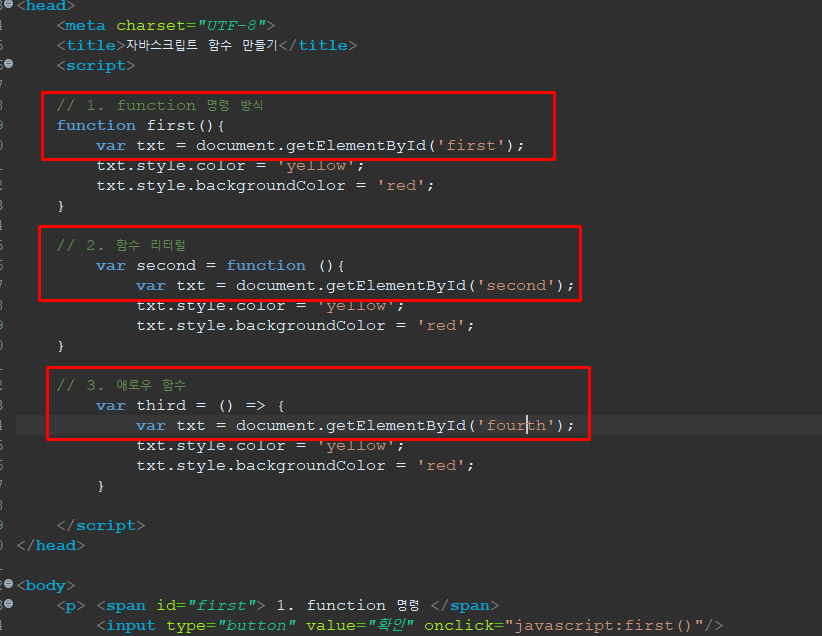 <head>
<meta charset="UTF-8">
<title>자바스크립트 함수 만들기</title>
<script>
// 1. function 명령 방식
function first(){
var txt = document.getElementById('first');
txt.style.color = 'yellow';
txt.style.backgroundColor = 'red';
}
// 2. 함수 리터럴
var second = function (){
var txt = document.getElementById('second');
txt.style.color = 'yellow';
txt.style.backgroundColor = 'red';
}
// 3. 애로우 함수
var third = () => {
var txt = document.getElementById('fourth');
txt.style.color = 'yellow';
txt.style.backgroundColor = 'red';
}
</script>
</head>
<body>
<p> <span id="first"> 1. function 명령 </span>
<input type="button" value="확인" onclick="javascript:first()"/>